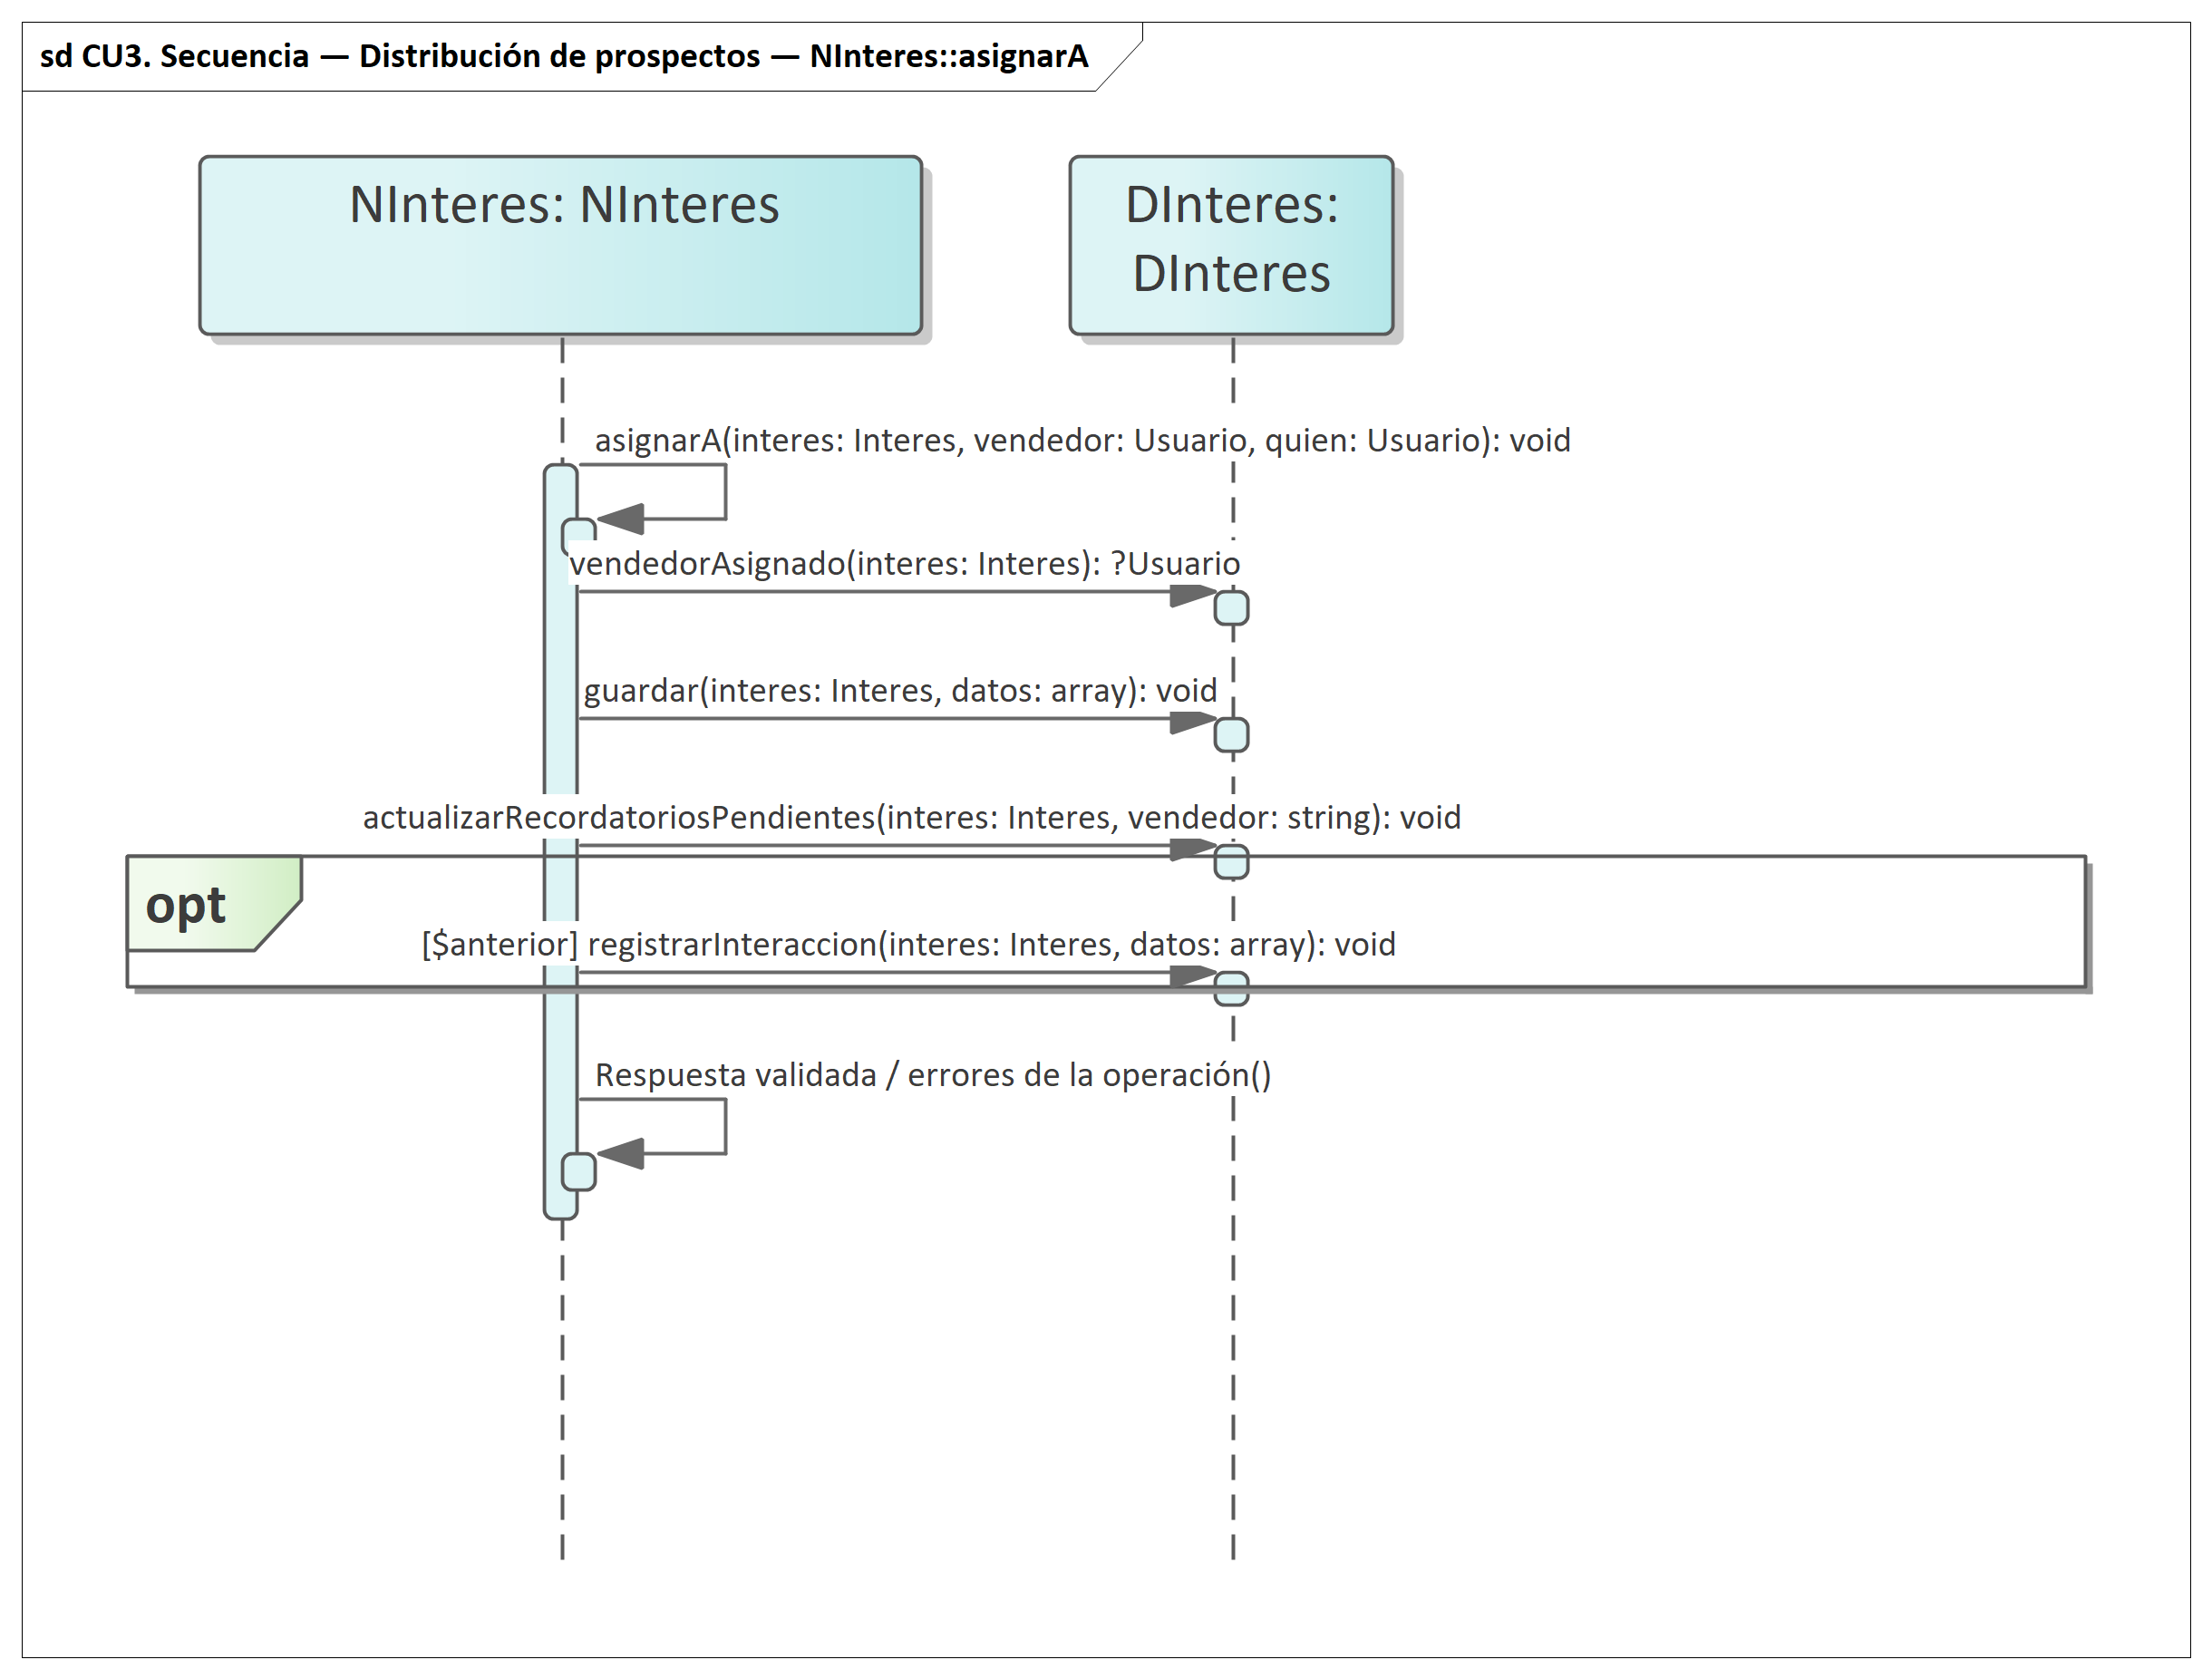 sd CU3. Secuencia — Distribución de prospectos — NInteres::asignarA
NInteres: NInteres
DInteres:
DInteres
asignarA(interes: Interes, vendedor: Usuario, quien: Usuario): void
vendedorAsignado(interes: Interes): ?Usuario
guardar(interes: Interes, datos: array): void
actualizarRecordatoriosPendientes(interes: Interes, vendedor: string): void
opt
[$anterior] registrarInteraccion(interes: Interes, datos: array): void
Respuesta validada / errores de la operación()